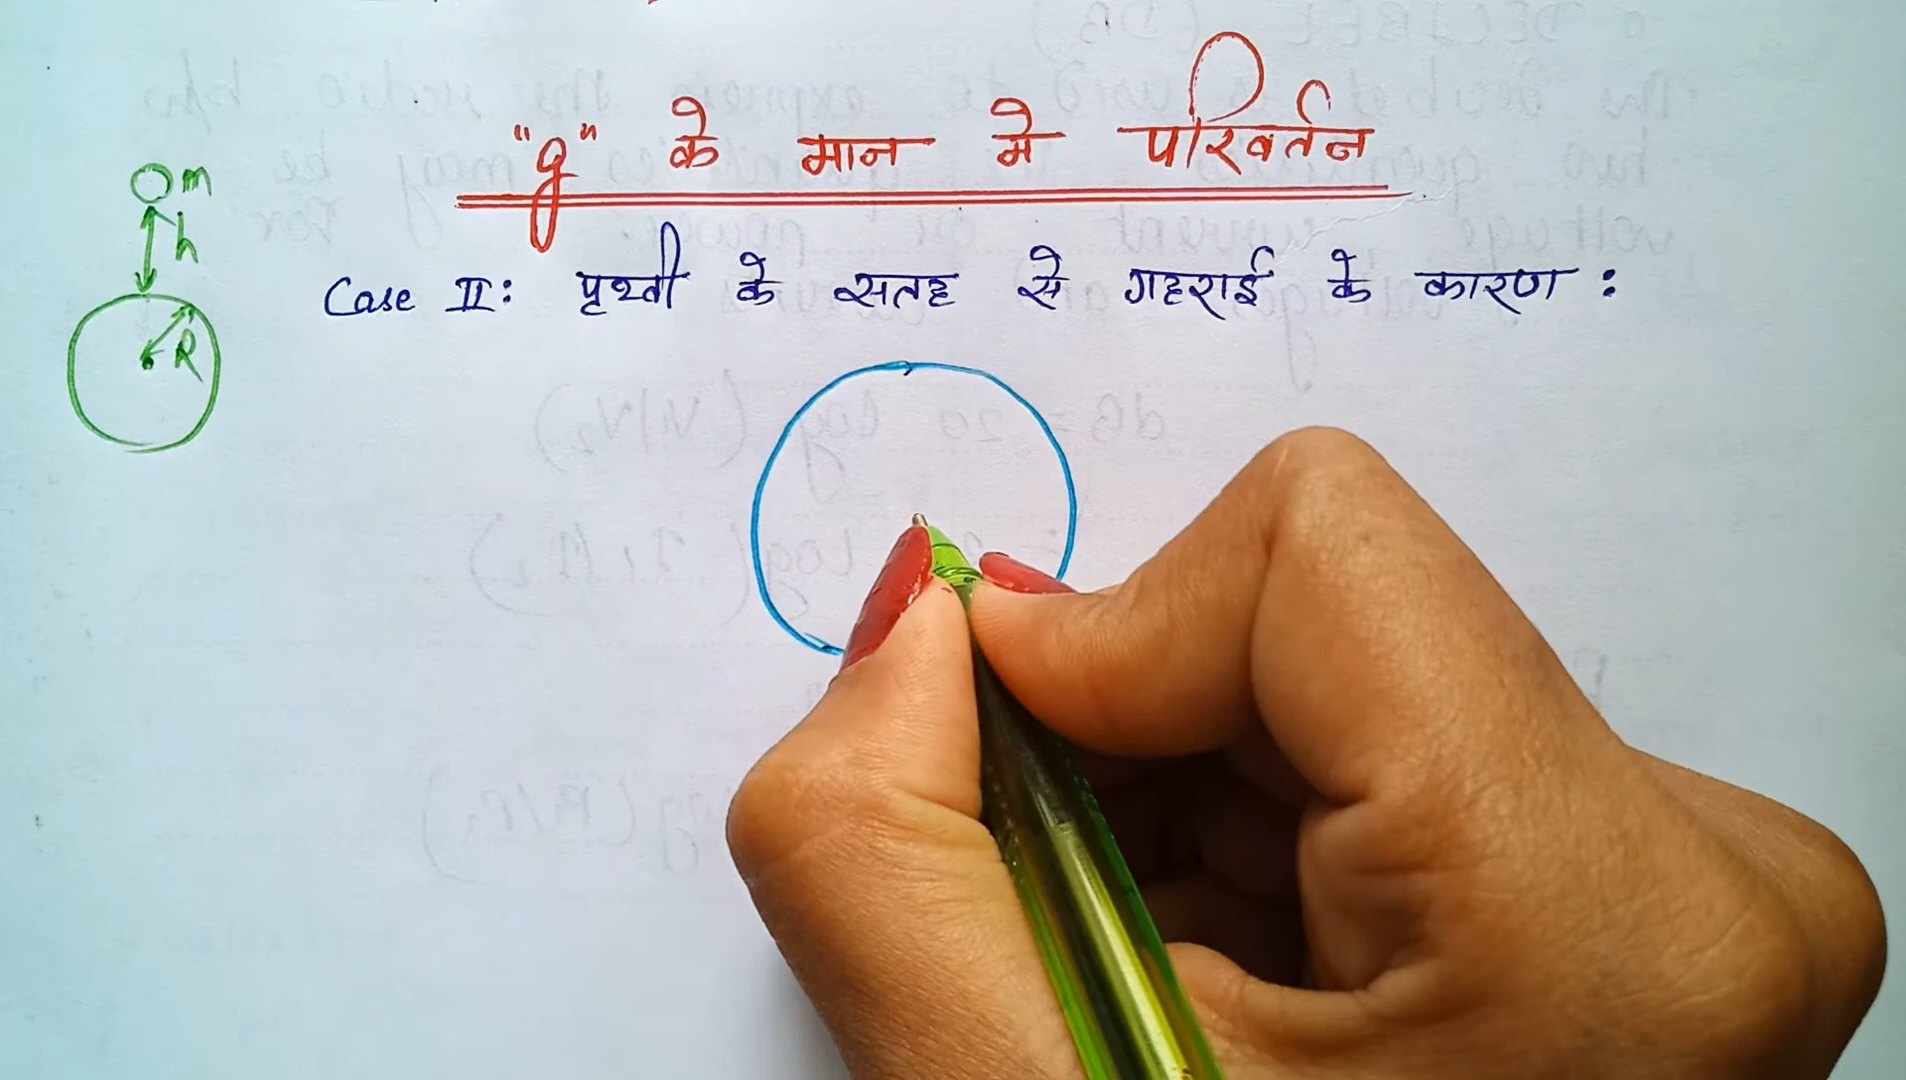 "g" के मान मे परिवर्तन
Case II: पृथ्वी के सतह से गहराई के कारण :
m
h
R